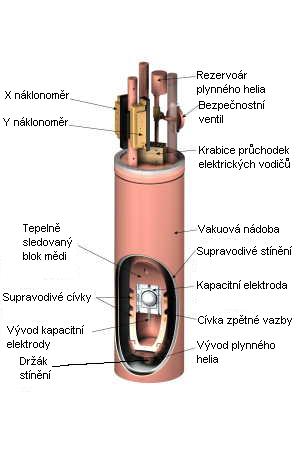 Rezervoár
plynného helia
X náklonoměr
Bezpečnostní
ventil
Y náklonoměr
Krabice průchodek
elektrických vodičů
Tepelně
sledovaný
blok mědi
Vakuová nádoba
Supravodivé stínění
Kapacitní elektroda
Supravodivé cívky
Cívka zpětné vazby
Vývod kapacitní
elektrody
Vývod plynného
helia
Držák
stínění